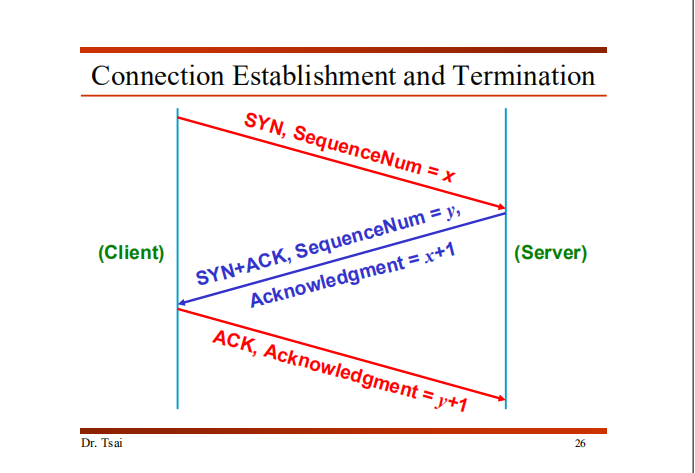 Connection Establishment and Termination
SYN, SequenceNum = x
SYN+ACK, SequenceNum = y,
Acknowledgment = x+1
(Client)
(Server)
ACK, Acknowledgment = y+1
Dr. Tsai
26